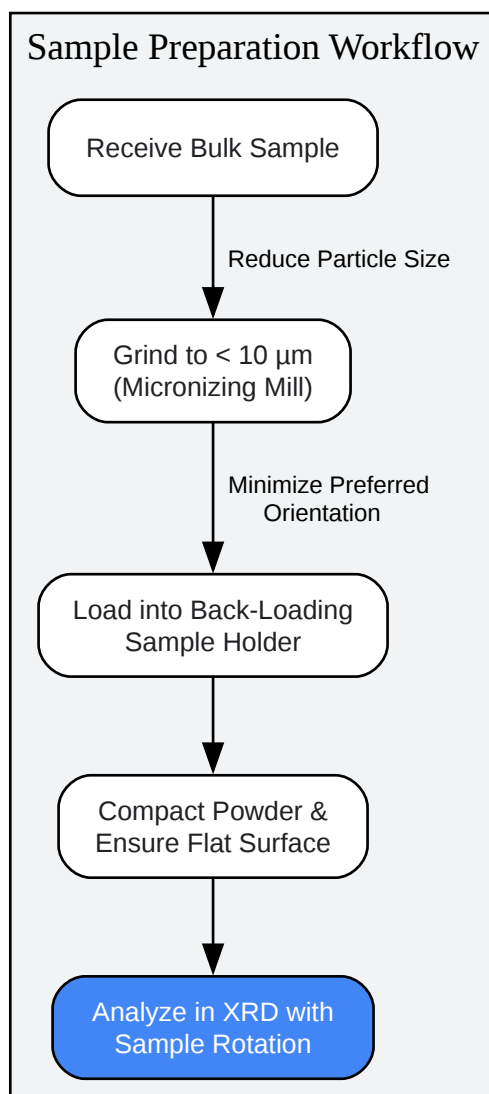 Sample Preparation Workflow
Receive Bulk Sample
Reduce Particle Size
Grind to < 10 µm
(Micronizing Mill)
Minimize Preferred
Orientation
Load into Back-Loading
Sample Holder
Compact Powder &
Ensure Flat Surface
Analyze in XRD with
Sample Rotation